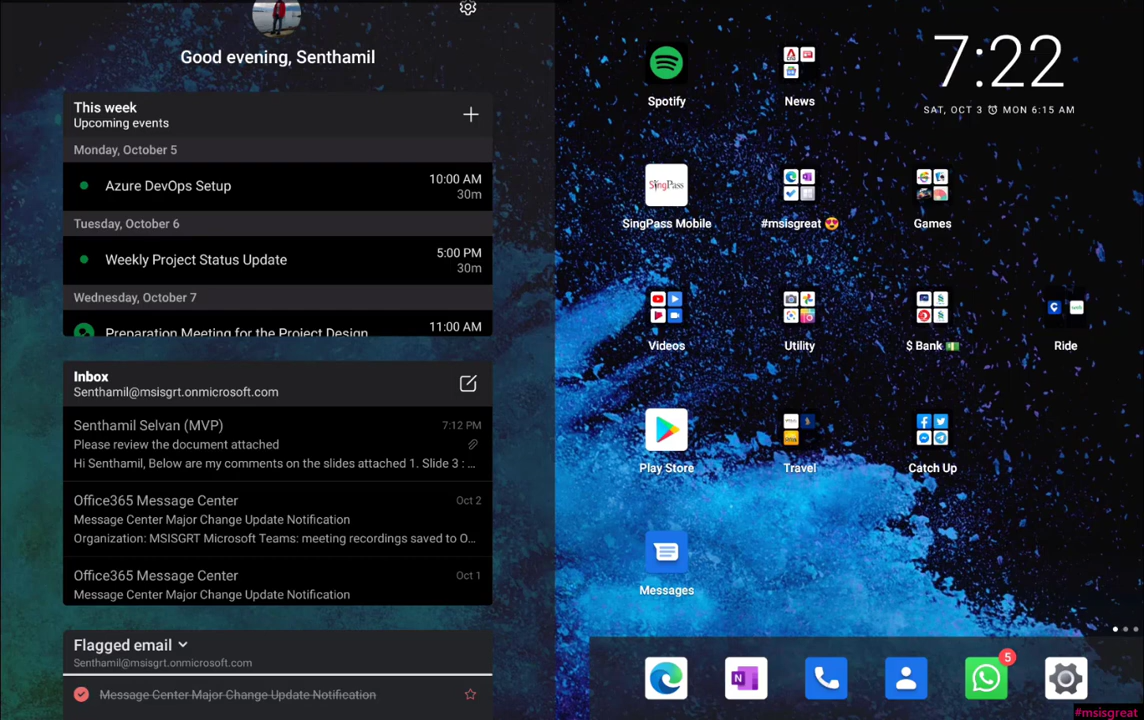 Good evening, Senthamil
This week
Upcoming events
Monday, October 5
Azure DevOps Setup
10:00 AM
30m
Tuesday, October 6
Weekly Project Status Update
5:00 PM
30m
Wednesday, October 7
Preparation Meeting for the Project Design
11:00 AM
Inbox
Senthamil@msisgrt.onmicrosoft.com
Senthamil Selvan (MVP)
7:12 PM
Please review the document attached
Hi Senthamil, Below are my comments on the slides attached 1. Slide 3 : ...
Office365 Message Center
Oct 2
Message Center Major Change Update Notification
Organization: MSISGRT Microsoft Teams: meeting recordings saved to O...
Office365 Message Center
Oct 1
Message Center Major Change Update Notification
Flagged email
Senthamil@msisgrt.onmicrosoft.com
Message Center Major Change Update Notification
7:22
SAT, OCT 3 ⏰ MON 6:15 AM
Spotify
News
SingPass
SingPass Mobile
#msisgreat 😍
Games
Videos
Utility
$ Bank 💵
Ride
Play Store
Travel
Catch Up
Messages
5
#msisgreat